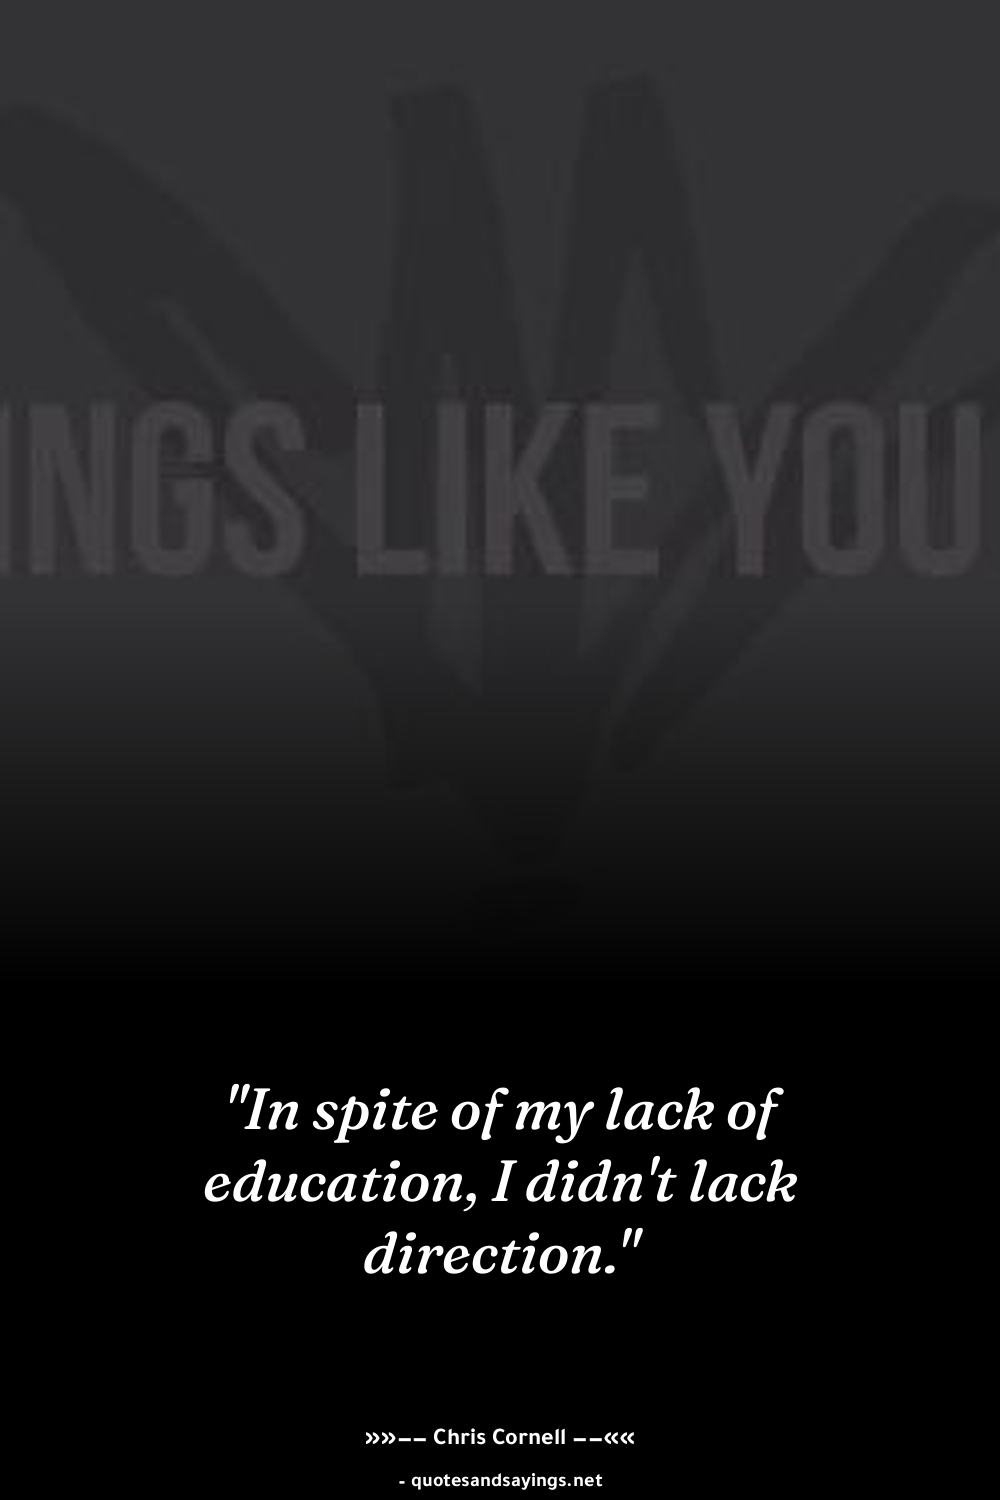 INGS LIKE YOU
"In spite of my lack of
education, I didn't lack
direction."
»»—— Chris Cornell ——««
- quotesandsayings.net